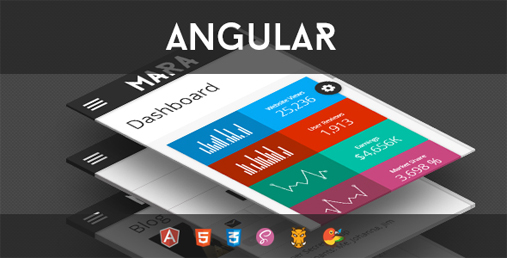 ANGULAR
MARA
Dashboard
Website Views
25,236
User Reviews
1,913
Earnings
$4,656K
Market Share
3,698 %
Blog